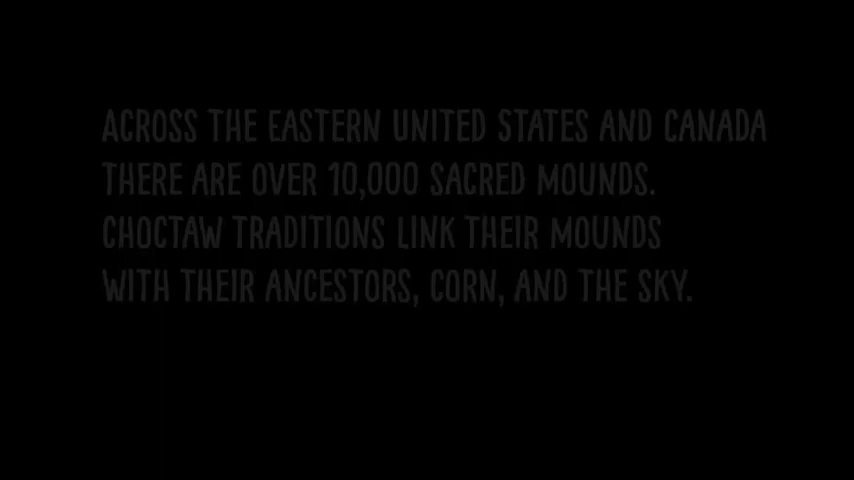 ACROSS THE EASTERN UNITED STATES AND CANADA
THERE ARE OVER 10,000 SACRED MOUNDS.
CHOCTAW TRADITIONS LINK THEIR MOUNDS
WITH THEIR ANCESTORS, CORN, AND THE SKY.